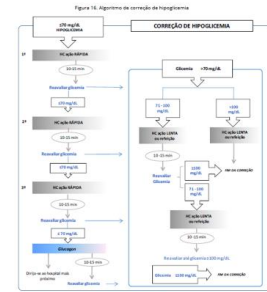 Figura 16. Algoritmo de correção de hipoglicemia
≤70 mg/dL
HIPOGLICEMIA
CORREÇÃO DE HIPOGLICEMIA
1º
HC AÇÃO RÁPIDA
10-15 min
Reavaliar glicemia
≤70 mg/dL
2º
HC AÇÃO RÁPIDA
10-15 min
Reavaliar glicemia
≤70 mg/dL
3º
HC AÇÃO RÁPIDA
10-15 min
Reavaliar glicemia
≤ 70 mg/dL
Glucagon
10-15 min
Dirija-se ao hospital mais
próximo
Reavaliar glicemia
Glicemia >70 mg/dL
71 - 100
mg/dL
>100
mg/dL
HC AÇÃO LENTA
ou refeição
HC AÇÃO LENTA
ou refeição
10 -15 min
Reavaliar
Glicemia
≥100
mg/dL
FIM DA CORREÇÃO
71 - 100
mg/dL
HC AÇÃO LENTA
ou refeição
10-15 min
Reavaliar até glicemia ≥100 mg/dL
Glicemia ≥100 mg/dL
FIM DA CORREÇÃO